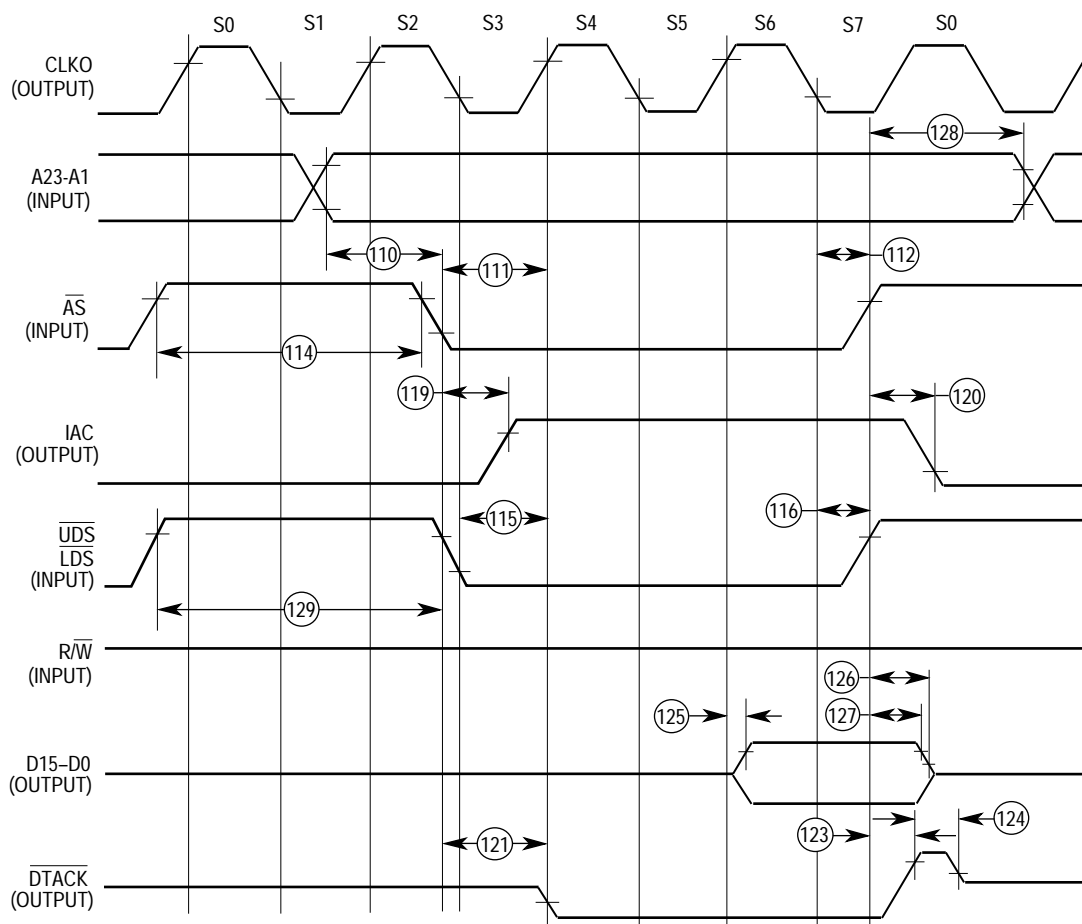 S0 S1 S2 S3 S4 S5 S6 S7 S0
CLKO
(OUTPUT)
128
A23-A1
(INPUT)
110 111 112
AS
(INPUT)
114
119 120
IAC
(OUTPUT)
115 116
UDS
LDS
(INPUT)
129
R/W
(INPUT)
126
125 127
D15–D0
(OUTPUT)
124
123
121
DTACK
(OUTPUT)